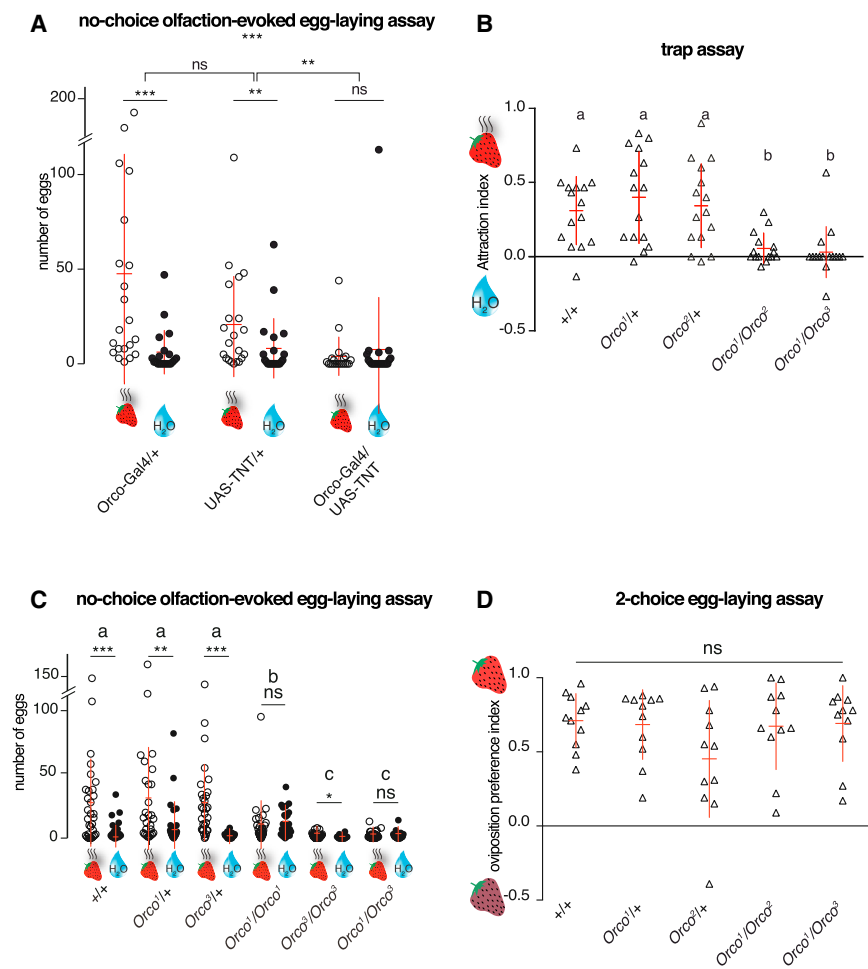 A
no-choice olfaction-evoked egg-laying assay
***
ns
**
***
**
ns
number of eggs
200
100
50
0
H2O
H2O
H2O
Orco-Gal4/+
UAS-TNT/+
Orco-Gal4/
UAS-TNT
B
trap assay
Attraction index
1.0
0.5
0.0
-0.5
H2O
a
a
a
b
b
+/+
Orco1/+
Orco2/+
Orco1/Orco2
Orco1/Orco3
C
no-choice olfaction-evoked egg-laying assay
number of eggs
150
100
50
0
a
***
a
**
a
***
b
ns
c
*
c
ns
H2O
H2O
H2O
H2O
H2O
H2O
+/+
Orco1/+
Orco3/+
Orco1/Orco1
Orco3/Orco3
Orco1/Orco3
D
2-choice egg-laying assay
ns
oviposition preference index
1.0
0.5
0.0
-0.5
+/+
Orco1/+
Orco2/+
Orco1/Orco2
Orco1/Orco3